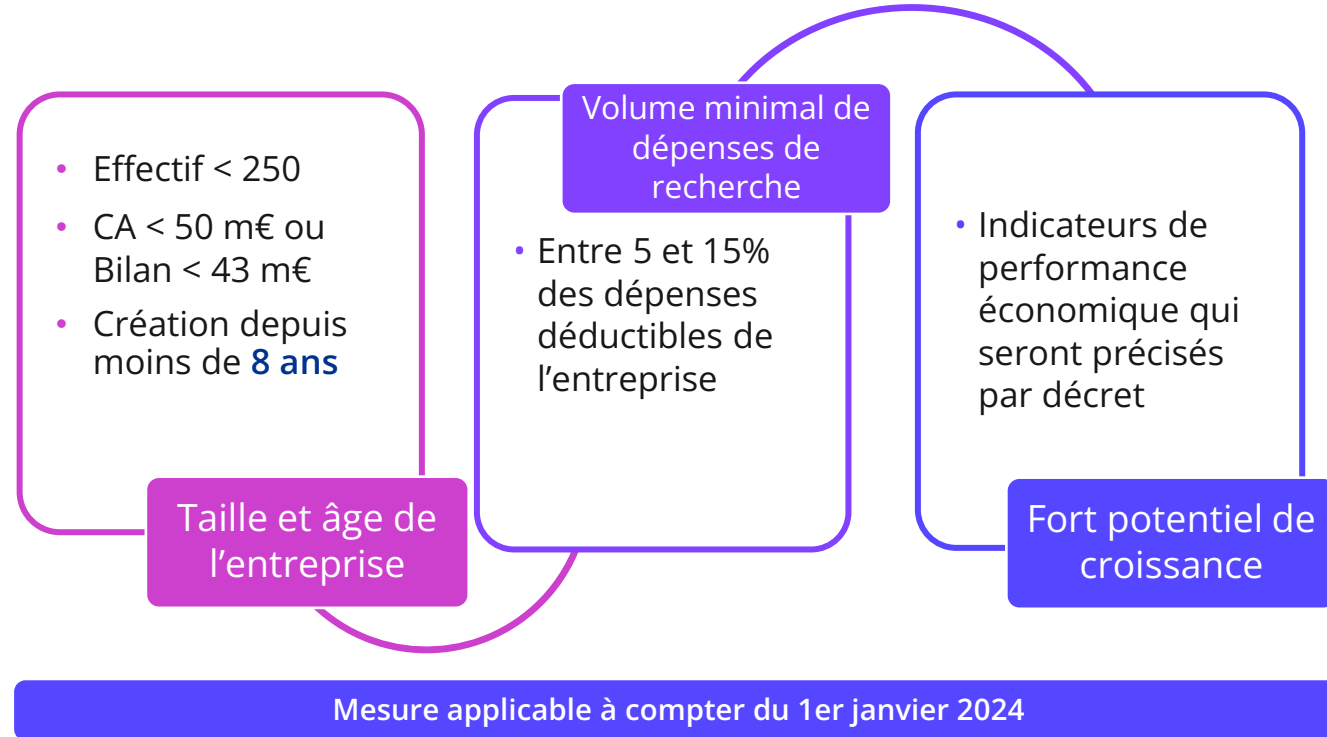 • Effectif < 250
• CA < 50 m€ ou
Bilan < 43 m€
• Création depuis
moins de 8 ans
Taille et âge de
l’entreprise
Volume minimal de
dépenses de
recherche
• Entre 5 et 15%
des dépenses
déductibles de
l’entreprise
• Indicateurs de
performance
économique qui
seront précisés
par décret
Fort potentiel de
croissance
Mesure applicable à compter du 1er janvier 2024